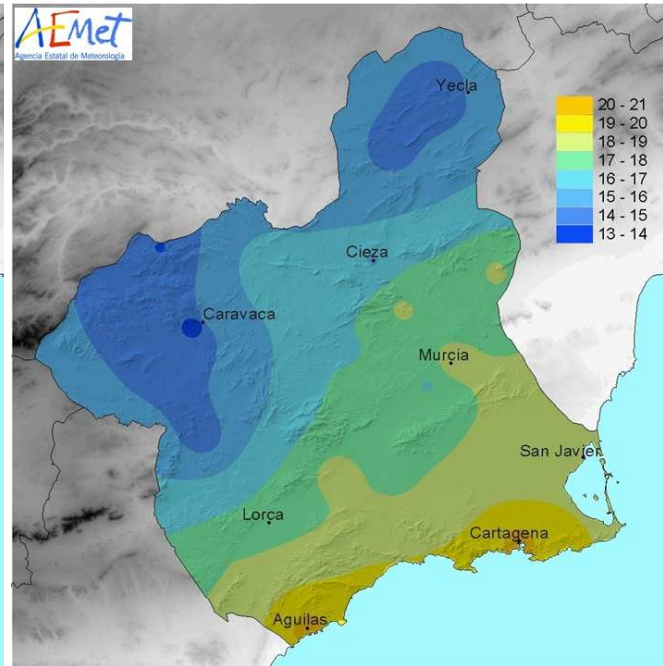 AEMet
Agencia Estatal de Meteorología
Yecla
20 - 21
19 - 20
18 - 19
17 - 18
16 - 17
15 - 16
14 - 15
13 - 14
Cieza
Caravaca
Murcia
San Javier
Lorca
Cartagena
Aguilas